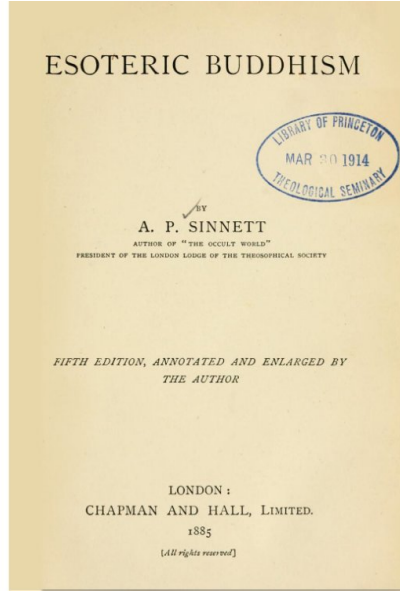 ESOTERIC BUDDHISM
LIBRARY OF PRINCETON
MAR 30 1914
THEOLOGICAL SEMINARY
BY
A. P. SINNETT
AUTHOR OF "THE OCCULT WORLD"
PRESIDENT OF THE LONDON LODGE OF THE THEOSOPHICAL SOCIETY
FIFTH EDITION, ANNOTATED AND ENLARGED BY
THE AUTHOR
LONDON :
CHAPMAN AND HALL, LIMITED.
1885
[All rights reserved]